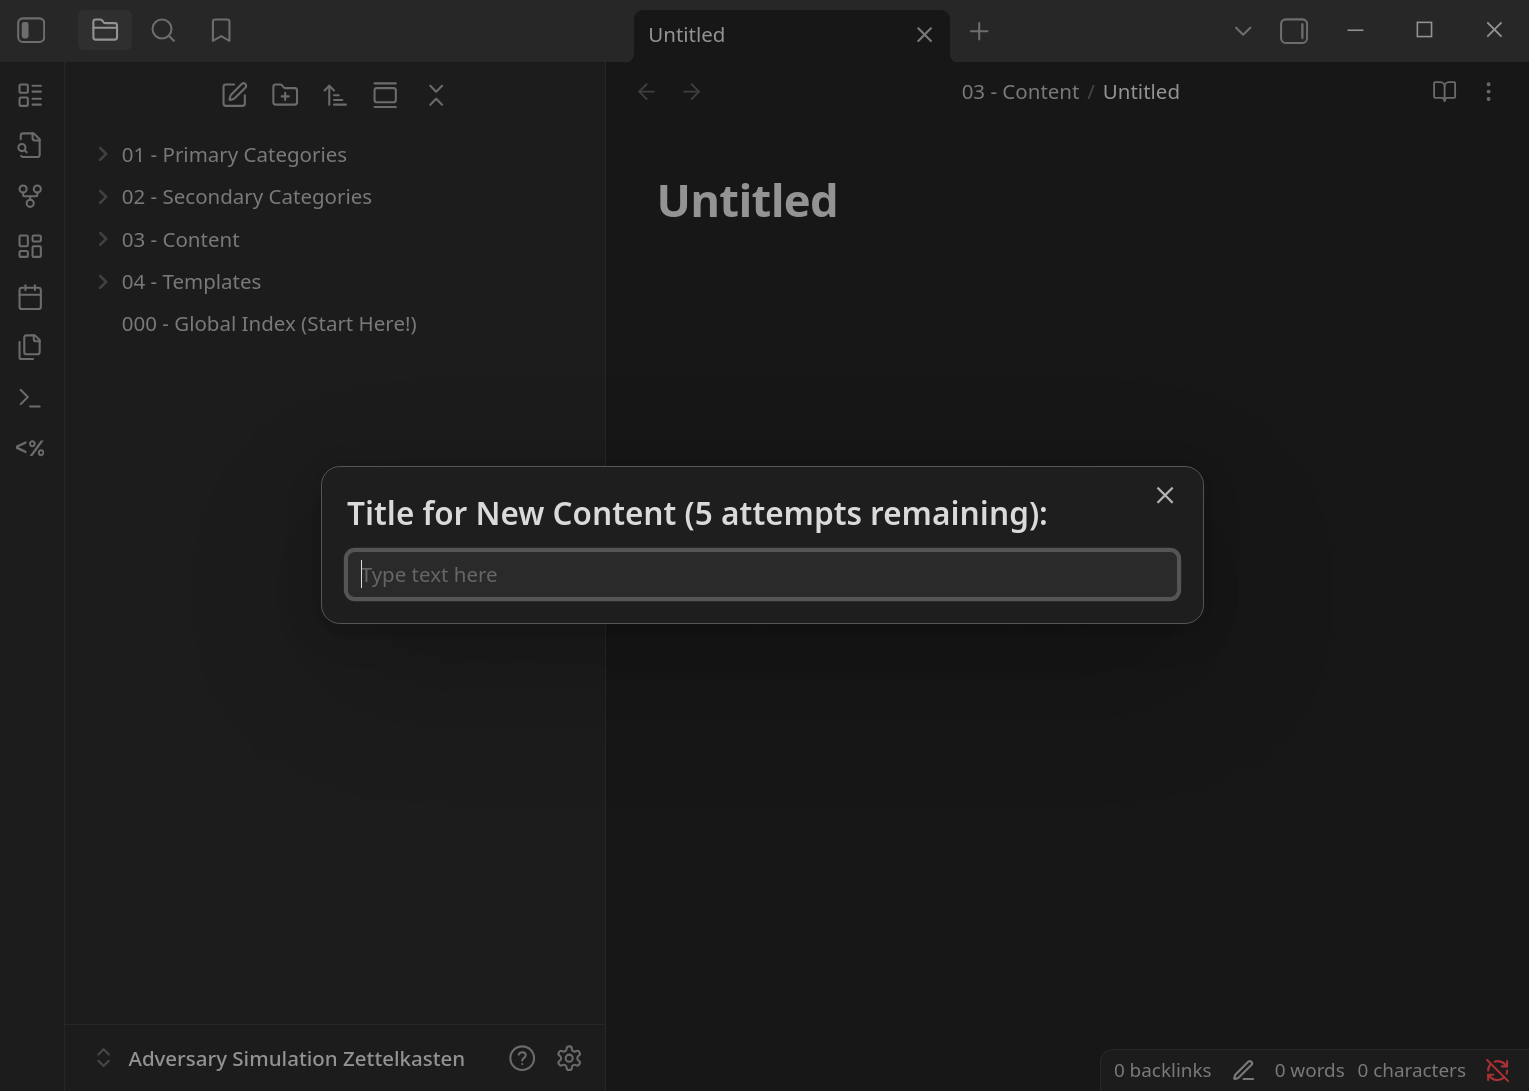 Untitled
03 - Content / Untitled
01 - Primary Categories
02 - Secondary Categories
03 - Content
04 - Templates
000 - Global Index (Start Here!)
<%
Untitled
Title for New Content (5 attempts remaining):
Type text here
Adversary Simulation Zettelkasten
0 backlinks
0 words
0 characters